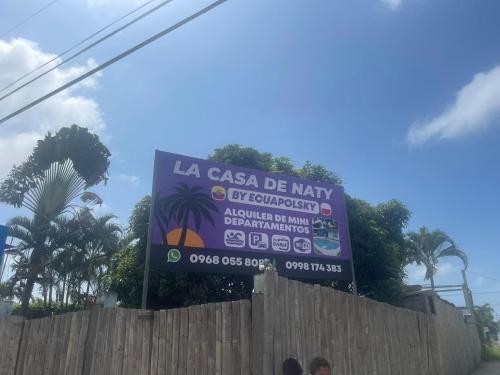 LA CASA DE NATY
BY ECUAPOLSKY
ALQUILER DE MINI
DEPARTAMENTOS
P
0968 055 808
0998 174 383